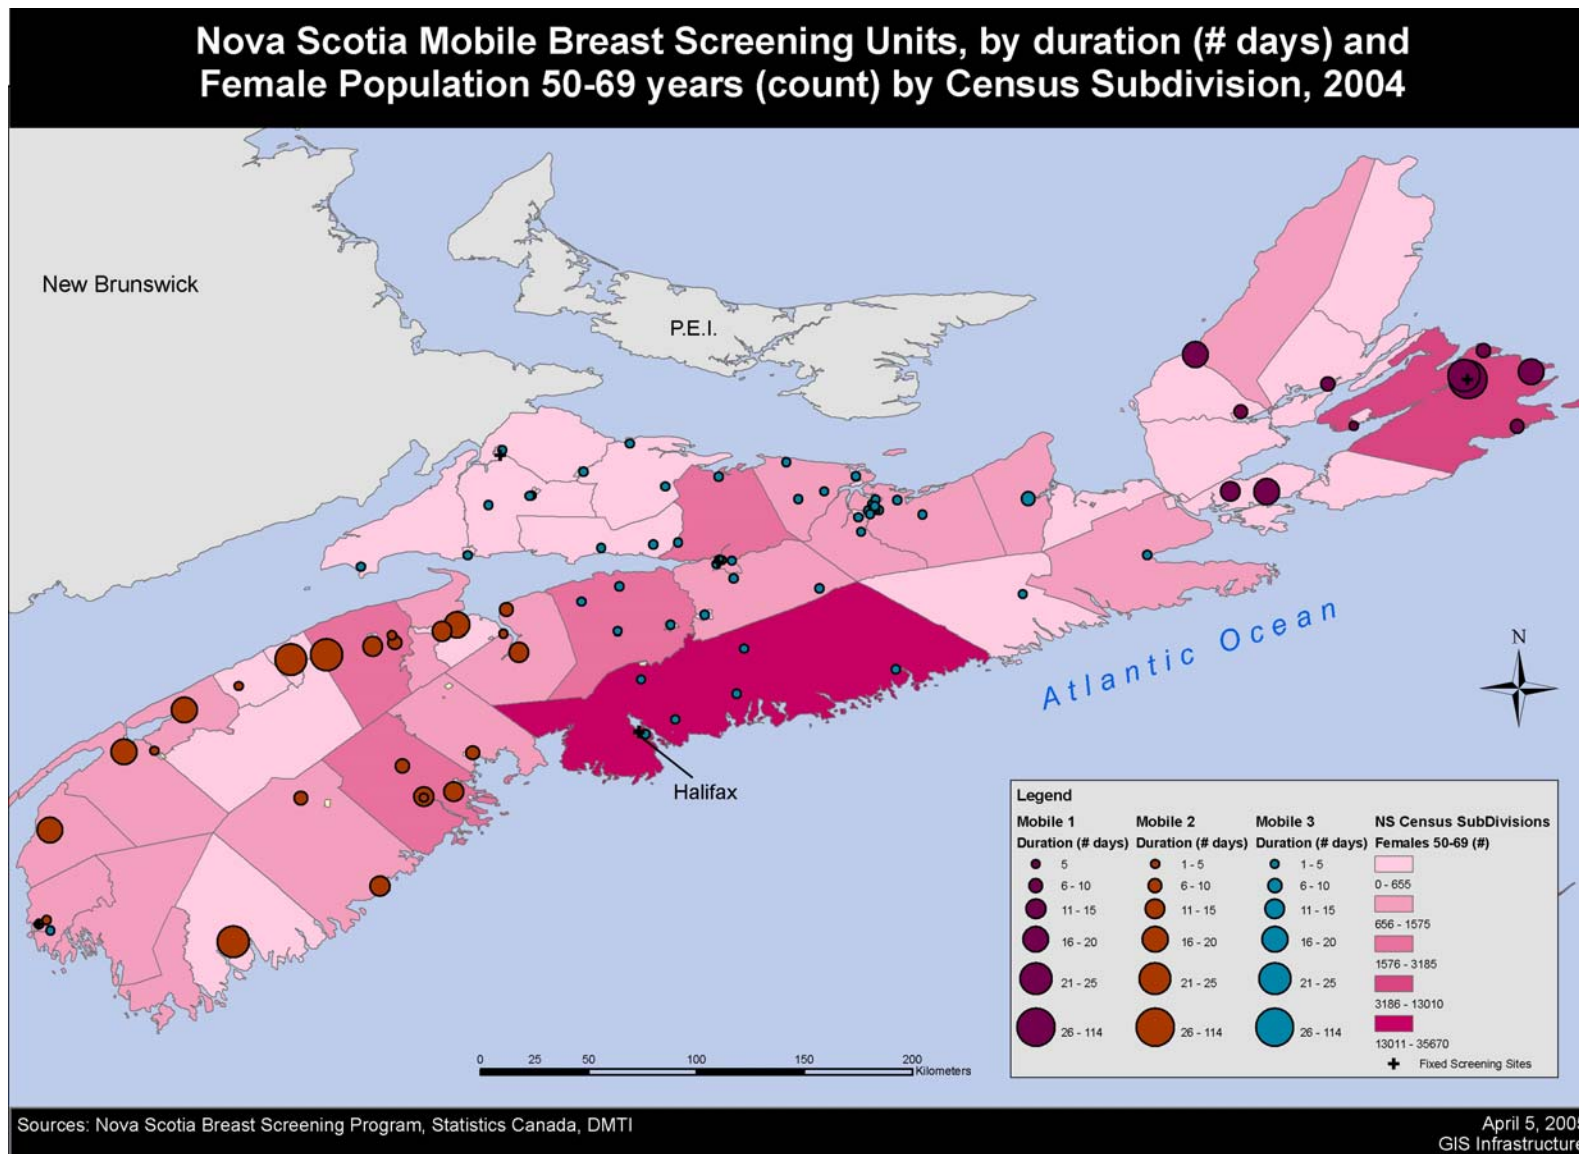 Nova Scotia Mobile Breast Screening Units, by duration (# days) and
Female Population 50-69 years (count) by Census Subdivision, 2004
New Brunswick
P.E.I.
Atlantic Ocean
N
Halifax
Legend
Mobile 1 Mobile 2 Mobile 3 NS Census SubDivisions
Duration (# days) Duration (# days) Duration (# days) Females 50-69 (#)
5 1 - 5 1 - 5
0 - 655
6 - 10 6 - 10 6 - 10
11 - 15 11 - 15 11 - 15
656 - 1575
16 - 20 16 - 20 16 - 20
1576 - 3185
21 - 25 21 - 25 21 - 25
3186 - 13010
26 - 114 26 - 114 26 - 114
13011 - 35670
Fixed Screening Sites
0 25 50 100 150 200
Kilometers
Sources: Nova Scotia Breast Screening Program, Statistics Canada, DMTI
April 5, 2005
GIS Infrastructure